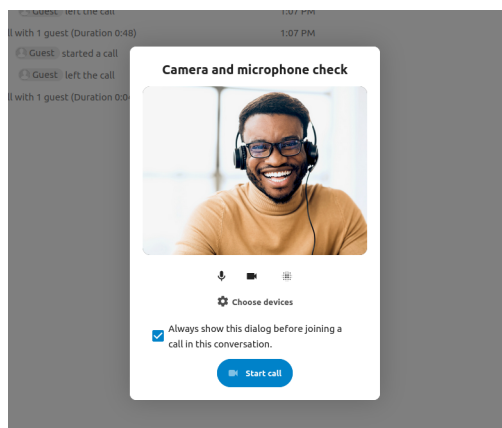 Guest left the call 1:07 PM
ll with 1 guest (Duration 0:48) 1:07 PM
Guest started a call
Guest left the call
ll with 1 guest (Duration 0:0
Camera and microphone check
Choose devices
Always show this dialog before joining a
call in this conversation.
Start call